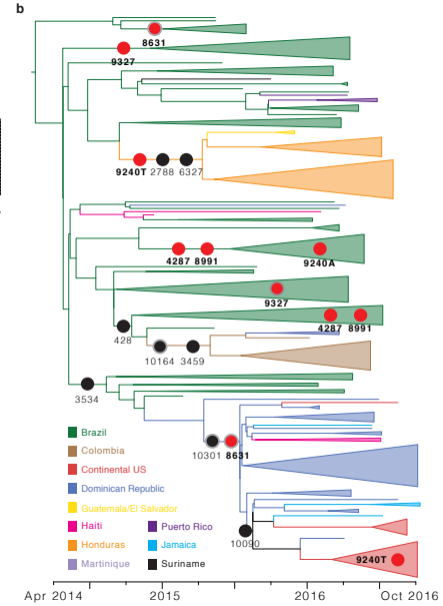 b
8631
9327
9240T 2788 6327
4287 8991
9240A
9327
4287 8991
428
10164 3459
3534
10301 8631
10090
9240T
Brazil
Colombia
Continental US
Dominican Republic
Guatemala/El Salvador
Haiti
Puerto Rico
Honduras
Jamaica
Martinique
Suriname
Apr 2014 2015 2016 Oct 2016